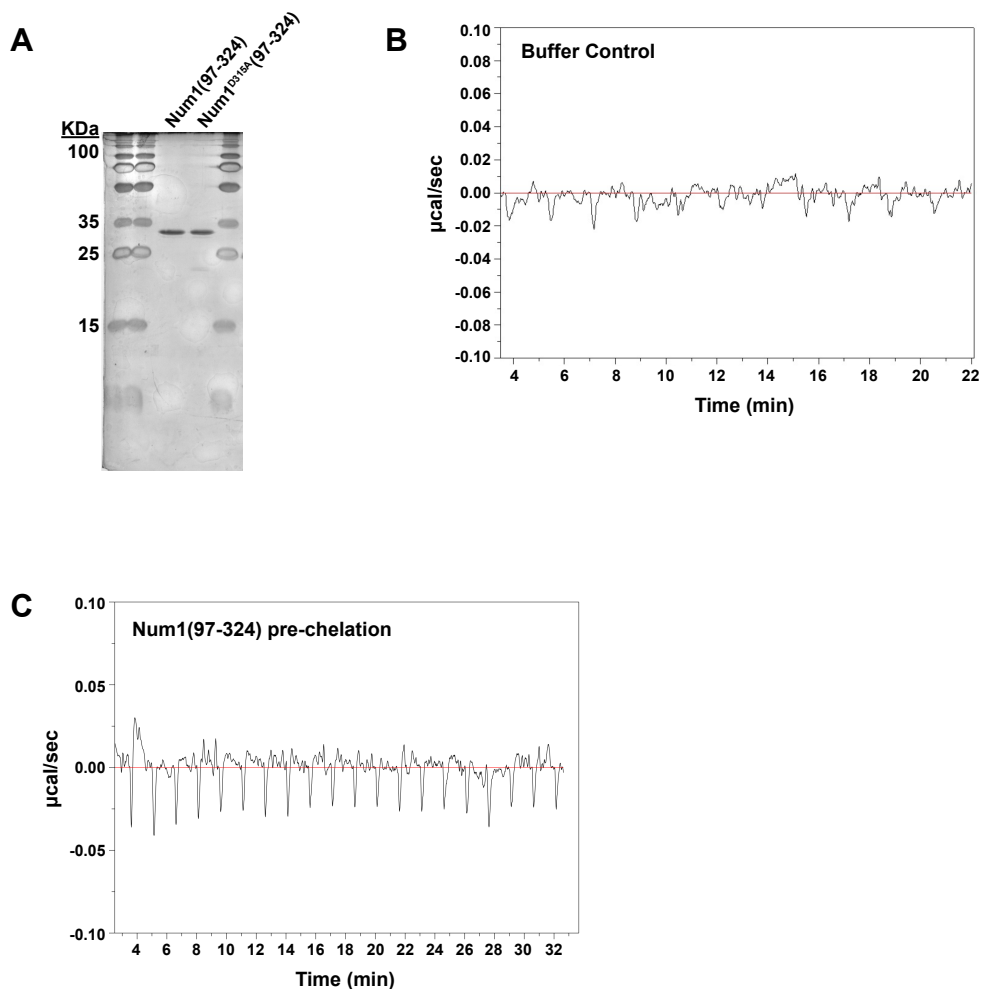 A
Num1(97-324)
Num1D315A(97-324)
KDa
100
35
25
15
B
Buffer Control
0.10
0.08
0.06
0.04
0.02
0.00
-0.02
-0.04
-0.06
-0.08
-0.10
µcal/sec
4 6 8 10 12 14 16 18 20 22
Time (min)
C
Num1(97-324) pre-chelation
0.10
0.05
0.00
-0.05
-0.10
µcal/sec
4 6 8 10 12 14 16 18 20 22 24 26 28 30 32
Time (min)